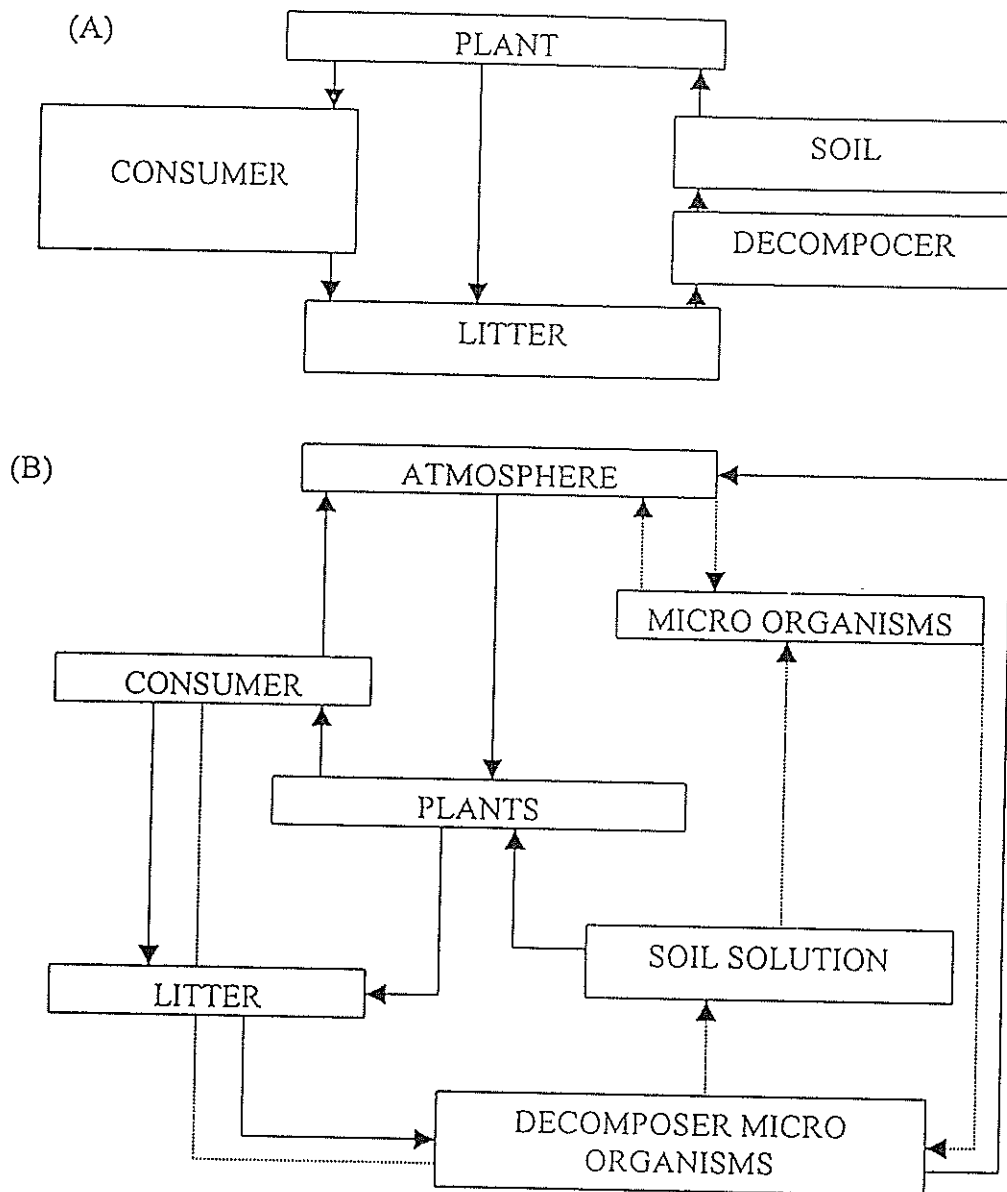 (A)
PLANT
CONSUMER
SOIL
DECOMPOCER
LITTER
(B)
ATMOSPHERE
MICRO ORGANISMS
CONSUMER
PLANTS
SOIL SOLUTION
LITTER
DECOMPOSER MICRO
ORGANISMS